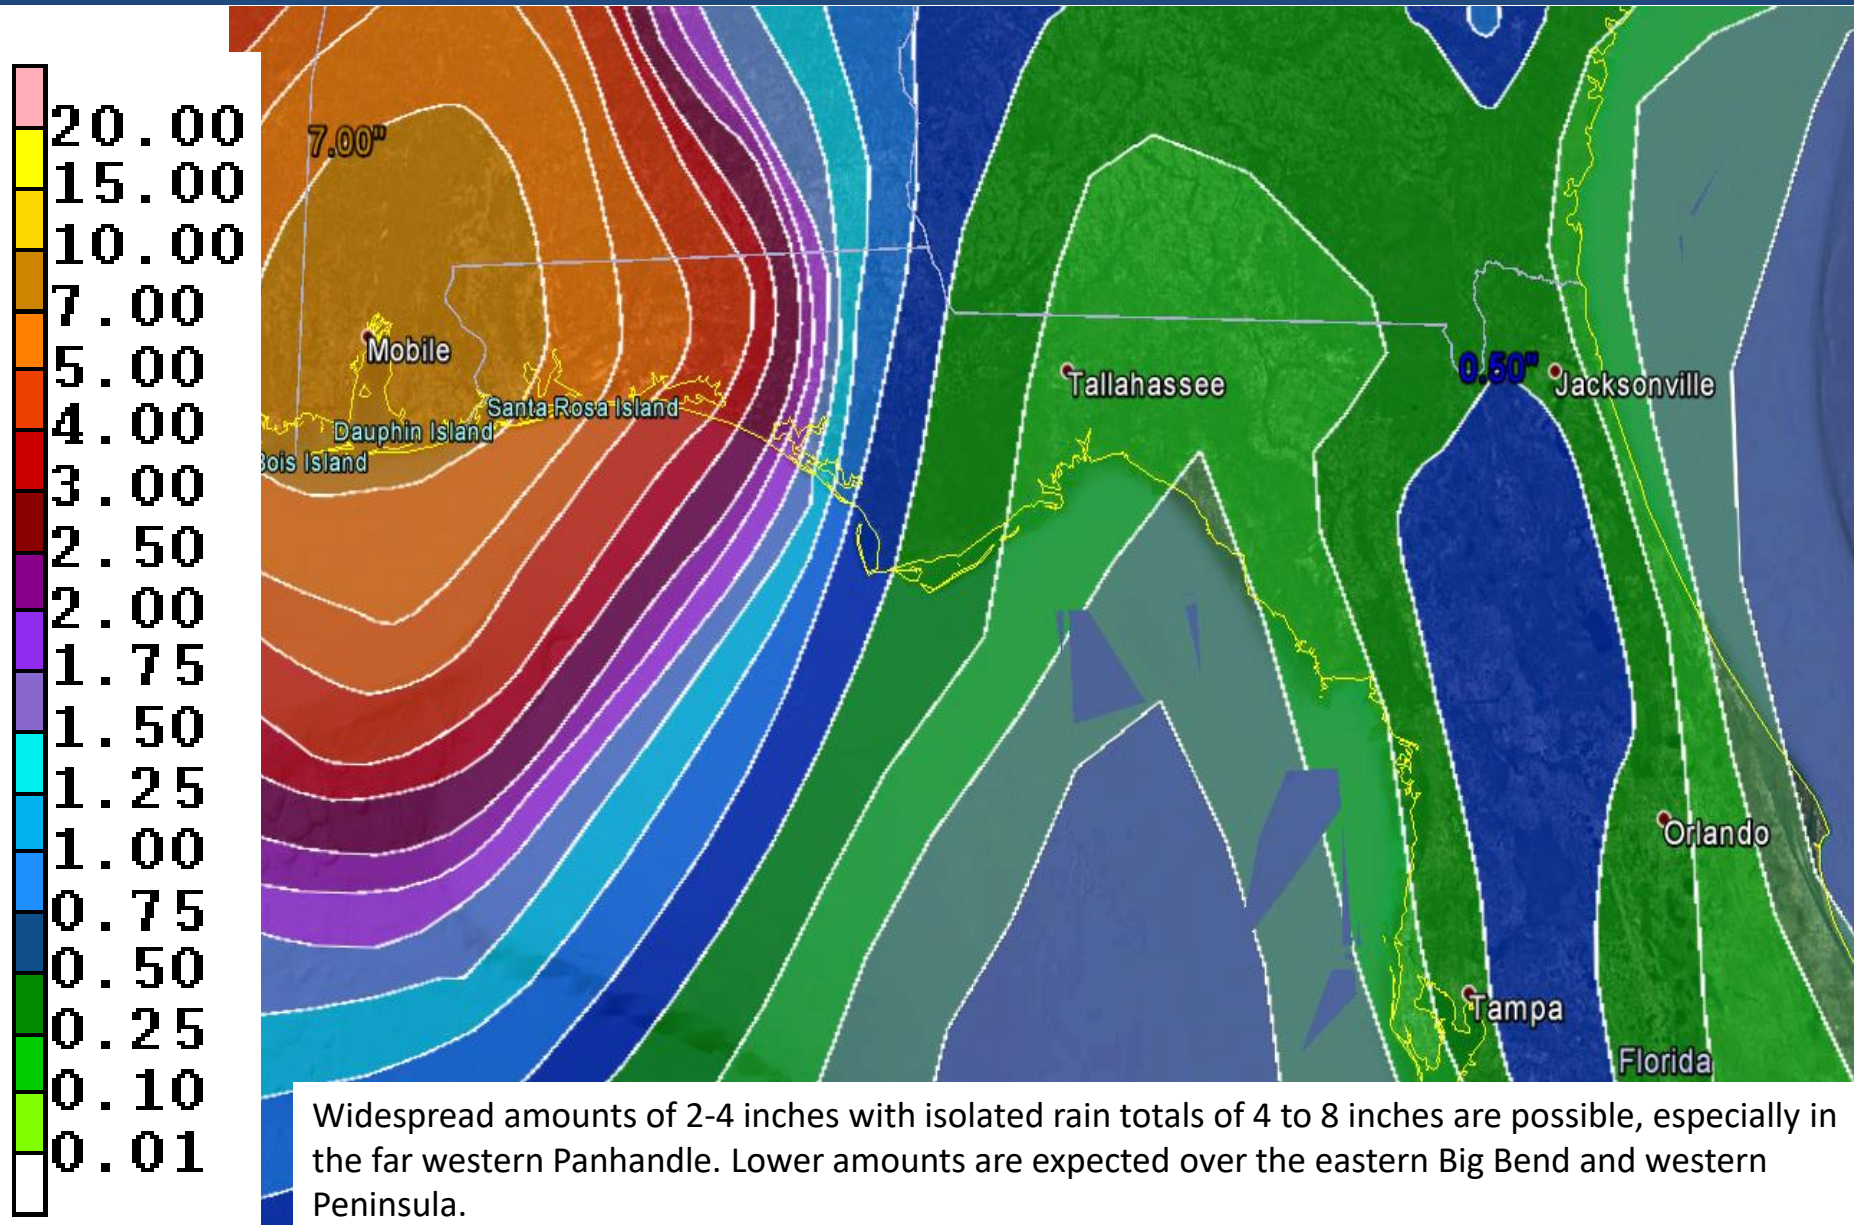 20.00
15.00
10.00
7.00
5.00
4.00
3.00
2.50
2.00
1.75
1.50
1.25
1.00
0.75
0.50
0.25
0.10
0.01
7.00"
Mobile
Santa Rosa Island
Dauphin Island
Bois Island
Tallahassee
0.50"
Jacksonville
Orlando
Tampa
Florida
Widespread amounts of 2-4 inches with isolated rain totals of 4 to 8 inches are possible, especially in
the far western Panhandle. Lower amounts are expected over the eastern Big Bend and western
Peninsula.